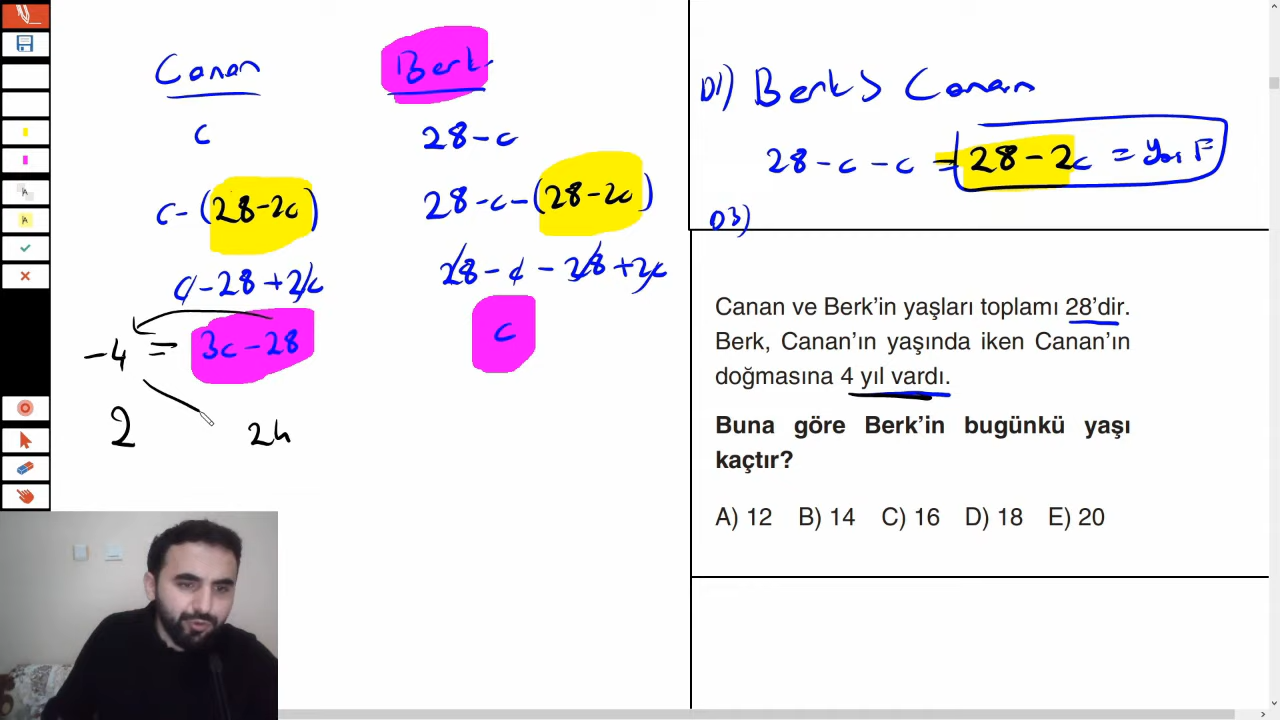 Canan
Berk
c
28-c
c-(28-2c)
28-c-(28-2c)
c-28+2c
28-c-28+2c
-4 = 3c-28
c
2
24
D1) Berk > Canan
28-c-c = 28-2c = Yaş F
03)
Canan ve Berk'in yaşları toplamı 28'dir.
Berk, Canan'ın yaşında iken Canan'ın
doğmasına 4 yıl vardı.
Buna göre Berk'in bugünkü yaşı
kaçtır?
A) 12 B) 14 C) 16 D) 18 E) 20